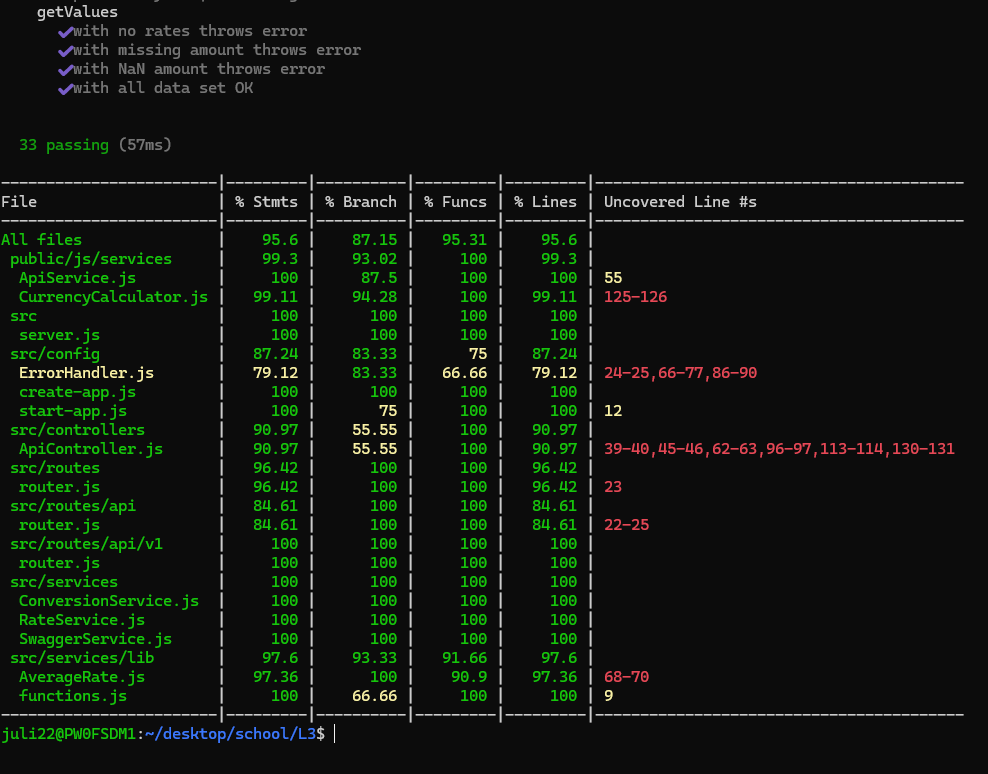 getValues
✔with no rates throws error
✔with missing amount throws error
✔with NaN amount throws error
✔with all data set OK
33 passing (57ms)
File | % Stmts | % Branch | % Funcs | % Lines | Uncovered Line #s
All files | 95.6 | 87.15 | 95.31 | 95.6 |
public/js/services | 99.3 | 93.02 | 100 | 99.3 |
ApiService.js | 100 | 87.5 | 100 | 100 | 55
CurrencyCalculator.js | 99.11 | 94.28 | 100 | 99.11 | 125-126
src | 100 | 100 | 100 | 100 |
server.js | 100 | 100 | 100 | 100 |
src/config | 87.24 | 83.33 | 75 | 87.24 |
ErrorHandler.js | 79.12 | 83.33 | 66.66 | 79.12 | 24-25,66-77,86-90
create-app.js | 100 | 100 | 100 | 100 |
start-app.js | 100 | 75 | 100 | 100 | 12
src/controllers | 90.97 | 55.55 | 100 | 90.97 |
ApiController.js | 90.97 | 55.55 | 100 | 90.97 | 39-40,45-46,62-63,96-97,113-114,130-131
src/routes | 96.42 | 100 | 100 | 96.42 |
router.js | 96.42 | 100 | 100 | 96.42 | 23
src/routes/api | 84.61 | 100 | 100 | 84.61 |
router.js | 84.61 | 100 | 100 | 84.61 | 22-25
src/routes/api/v1 | 100 | 100 | 100 | 100 |
router.js | 100 | 100 | 100 | 100 |
src/services | 100 | 100 | 100 | 100 |
ConversionService.js | 100 | 100 | 100 | 100 |
RateService.js | 100 | 100 | 100 | 100 |
SwaggerService.js | 100 | 100 | 100 | 100 |
src/services/lib | 97.6 | 93.33 | 91.66 | 97.6 |
AverageRate.js | 97.36 | 100 | 90.9 | 97.36 | 68-70
functions.js | 100 | 66.66 | 100 | 100 | 9
juli22@PW0FSDM1:~/desktop/school/L3$